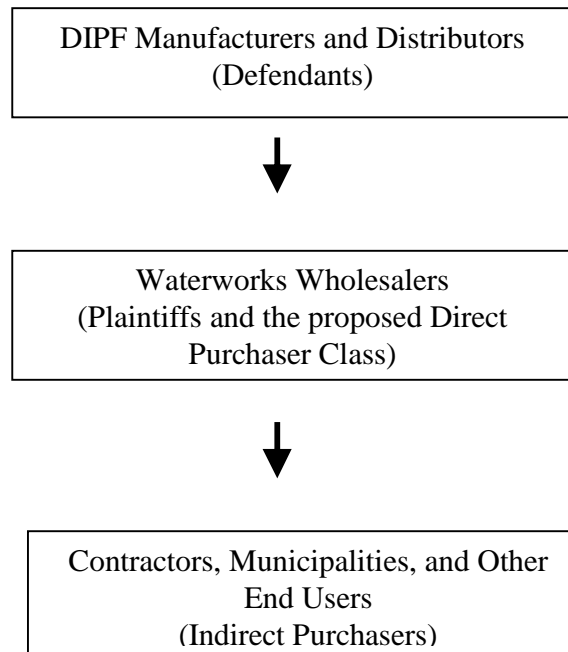 DIPF Manufacturers and Distributors
(Defendants)
Waterworks Wholesalers
(Plaintiffs and the proposed Direct
Purchaser Class)
Contractors, Municipalities, and Other
End Users
(Indirect Purchasers)